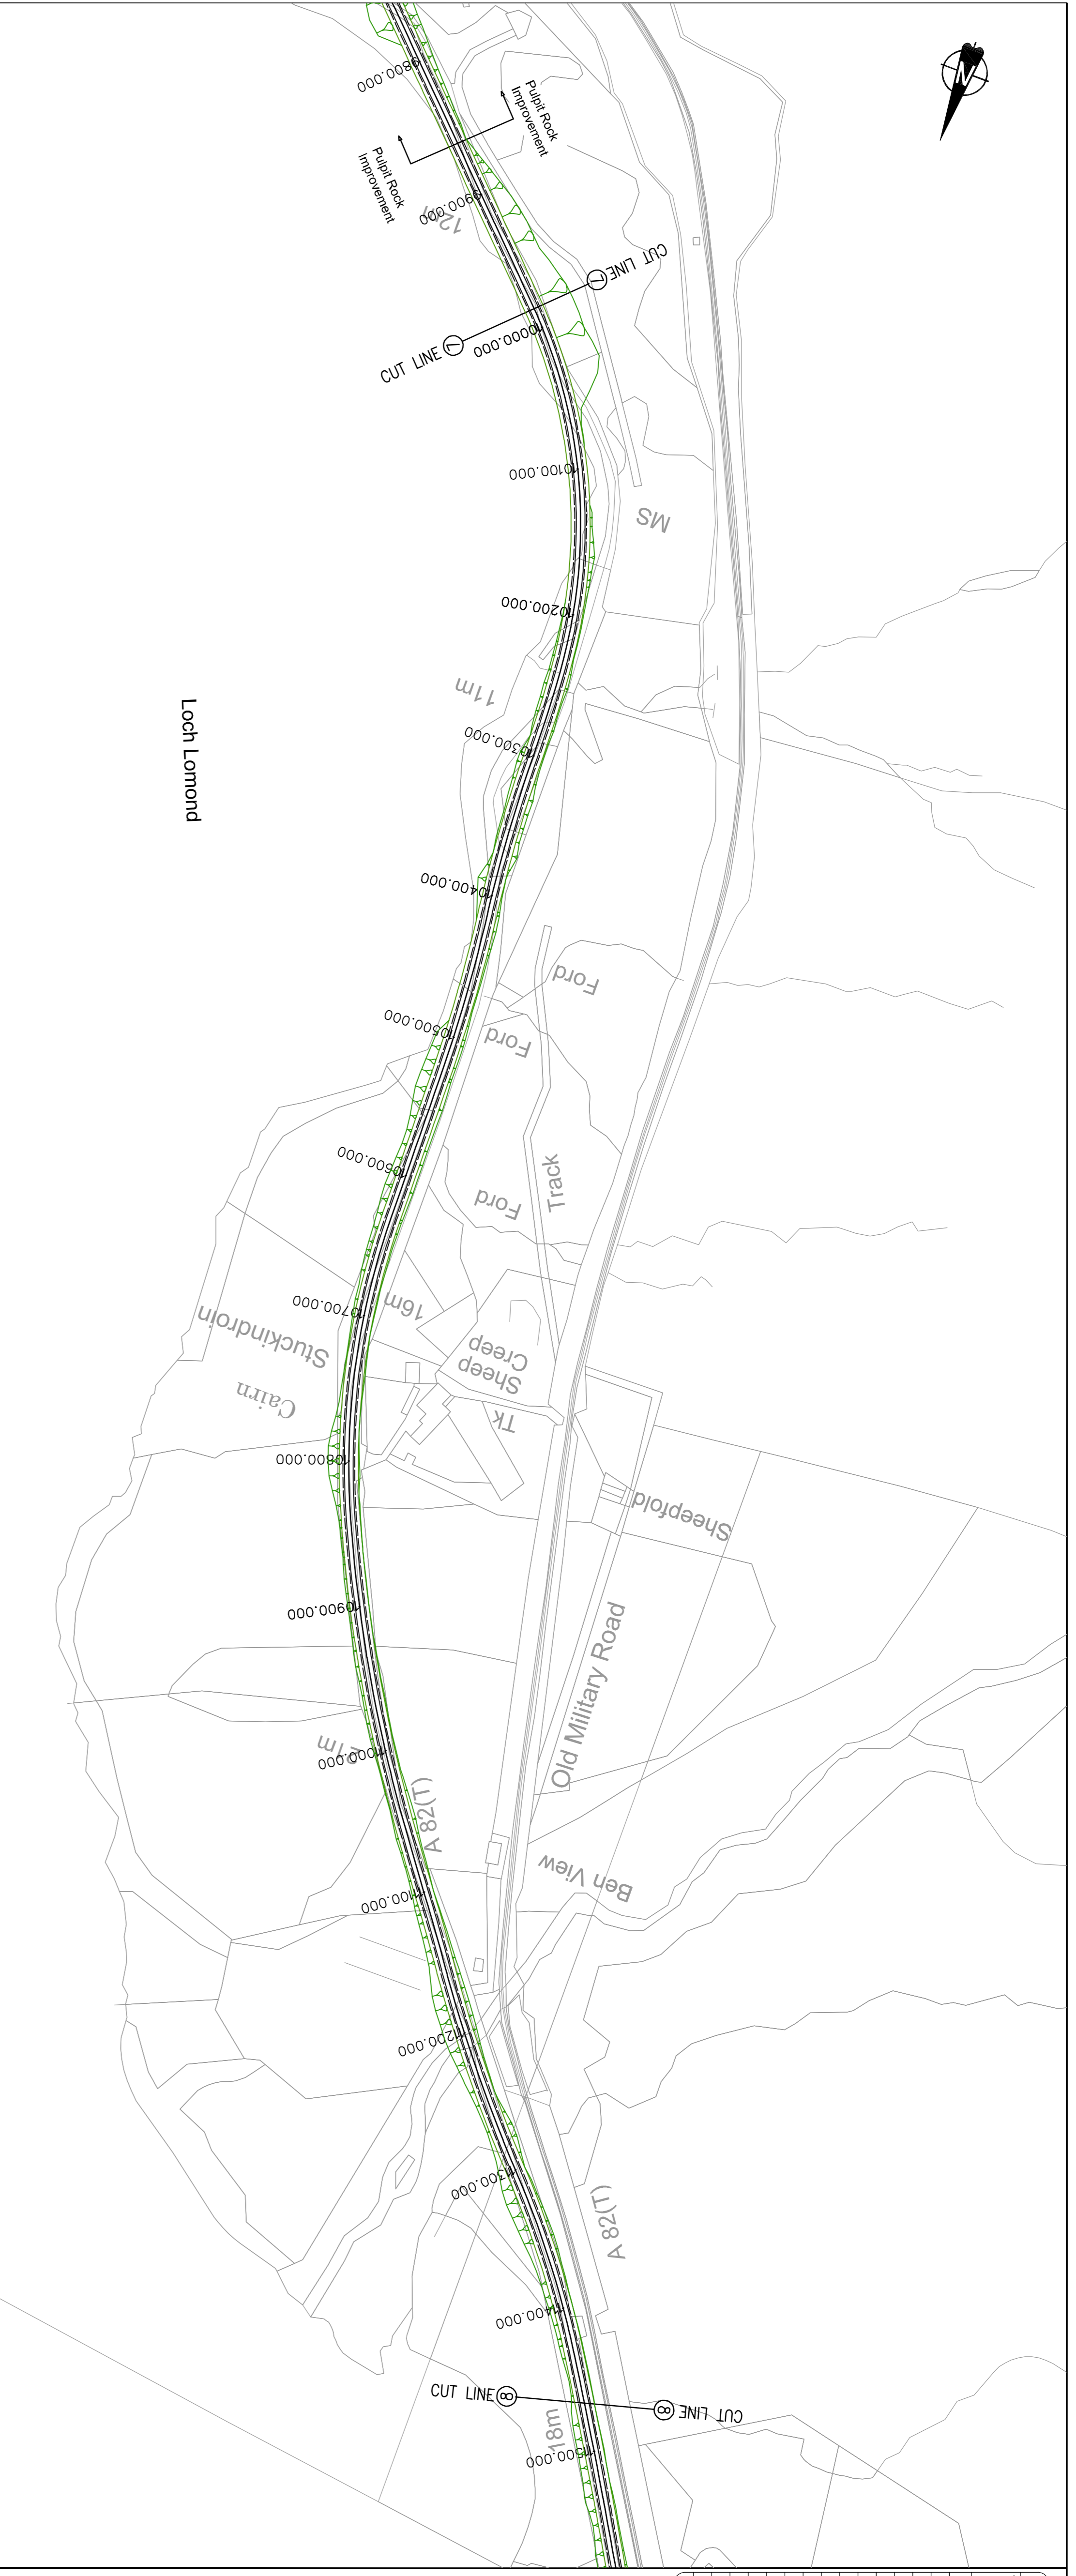 N
9800.000
Pulpit Rock
Improvement
Pulpit Rock
Improvement
9900.000
12m
CUT LINE 7
CUT LINE 7
10000.000
10100.000
MS
10200.000
11m
10300.000
Loch Lomond
10400.000
Ford
10500.000
Ford
10600.000
Track
Ford
10700.000
16m
Stuckindroin
Sheep
Creep
Cairn
Tk
10800.000
Sheepfold
10900.000
Old Military Road
11000.000
A 82(T)
Ben View
11100.000
11200.000
11300.000
A 82(T)
11400.000
CUT LINE 8
CUT LINE 8
18m
11500.000